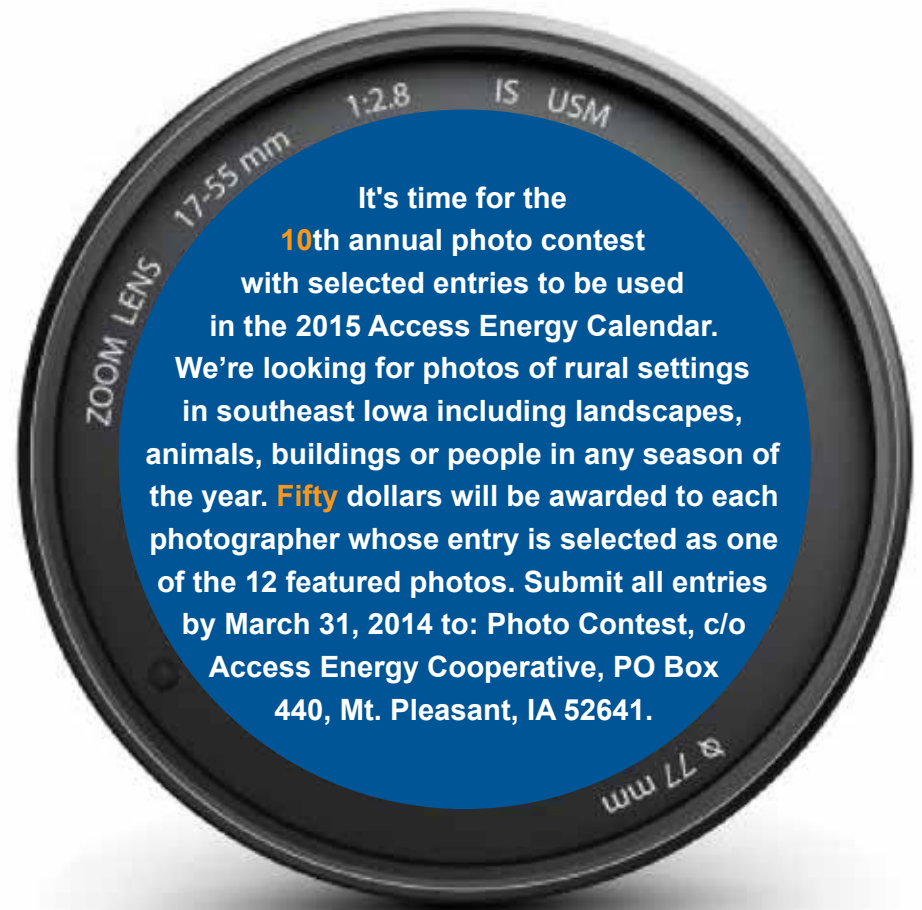 ZOOM LENS 17-55 mm 1:2.8 IS USM
It's time for the
10th annual photo contest
with selected entries to be used
in the 2015 Access Energy Calendar.
We’re looking for photos of rural settings
in southeast Iowa including landscapes,
animals, buildings or people in any season of
the year. Fifty dollars will be awarded to each
photographer whose entry is selected as one
of the 12 featured photos. Submit all entries
by March 31, 2014 to: Photo Contest, c/o
Access Energy Cooperative, PO Box
440, Mt. Pleasant, IA 52641.
ø 77 mm